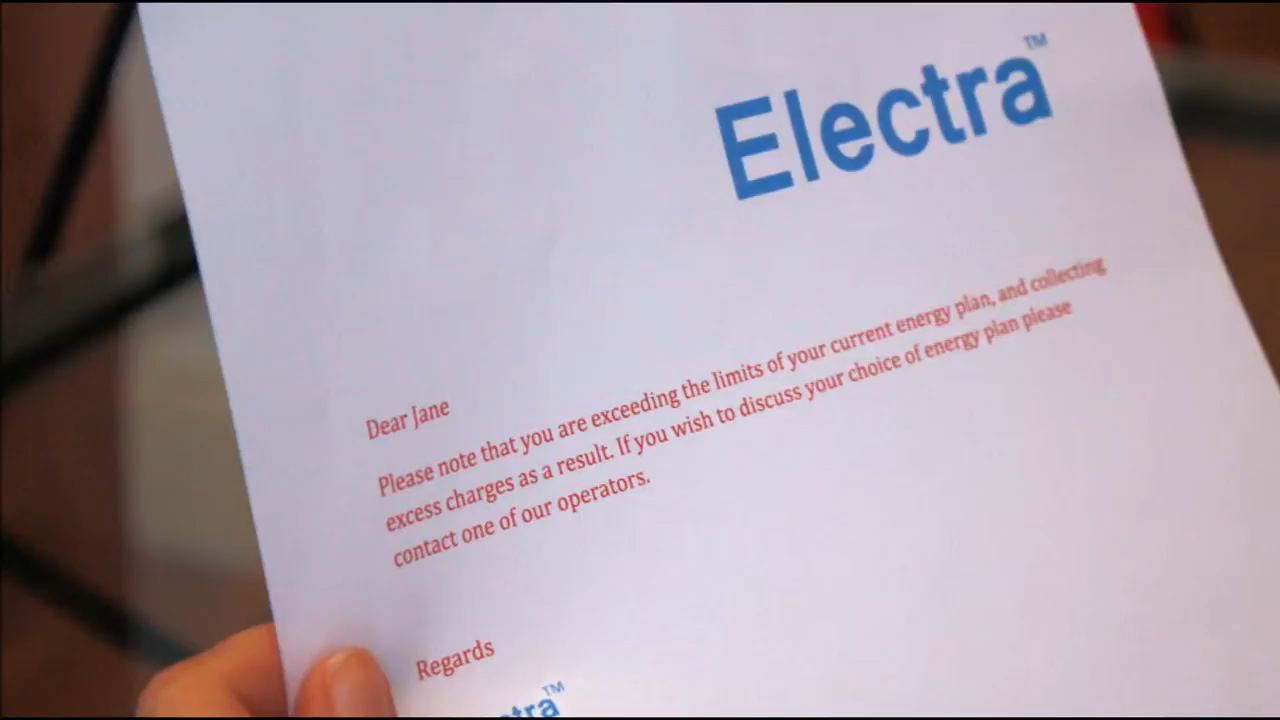 Electra™
Dear Jane
Please note that you are exceeding the limits of your current energy plan, and collecting
excess charges as a result. If you wish to discuss your choice of energy plan please
contact one of our operators.
Regards
ctra™